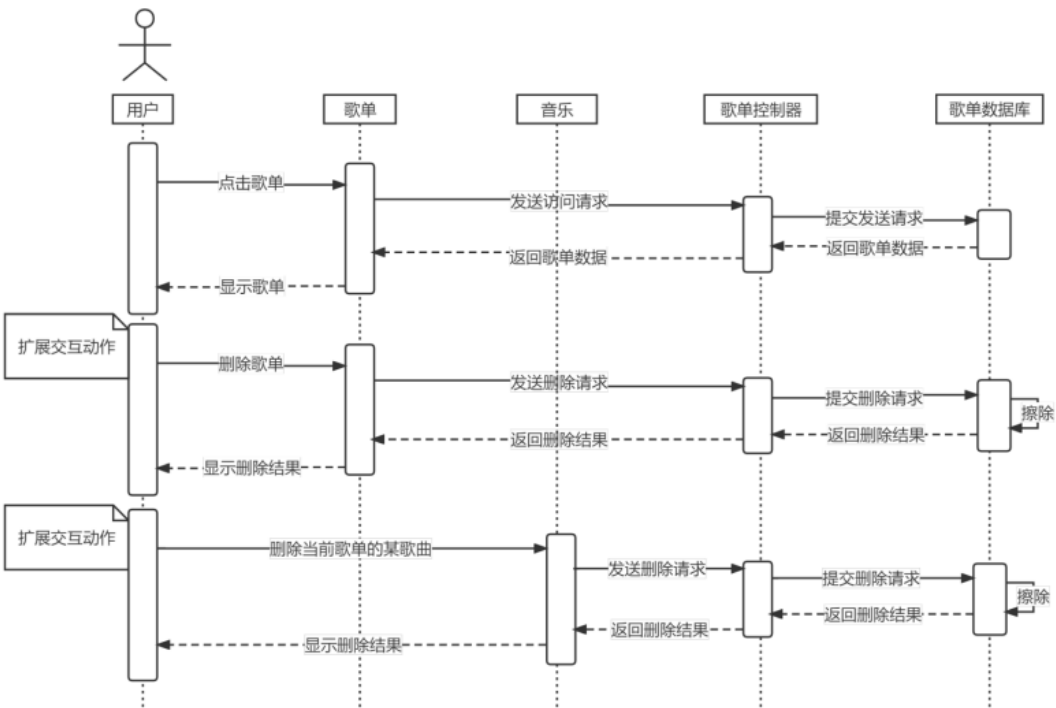 用户
歌单
音乐
歌单控制器
歌单数据库
点击歌单
发送访问请求
提交发送请求
返回歌单数据
返回歌单数据
显示歌单
扩展交互动作
删除歌单
发送删除请求
提交删除请求
擦除
返回删除结果
返回删除结果
显示删除结果
扩展交互动作
删除当前歌单的某歌曲
发送删除请求
提交删除请求
擦除
返回删除结果
返回删除结果
显示删除结果